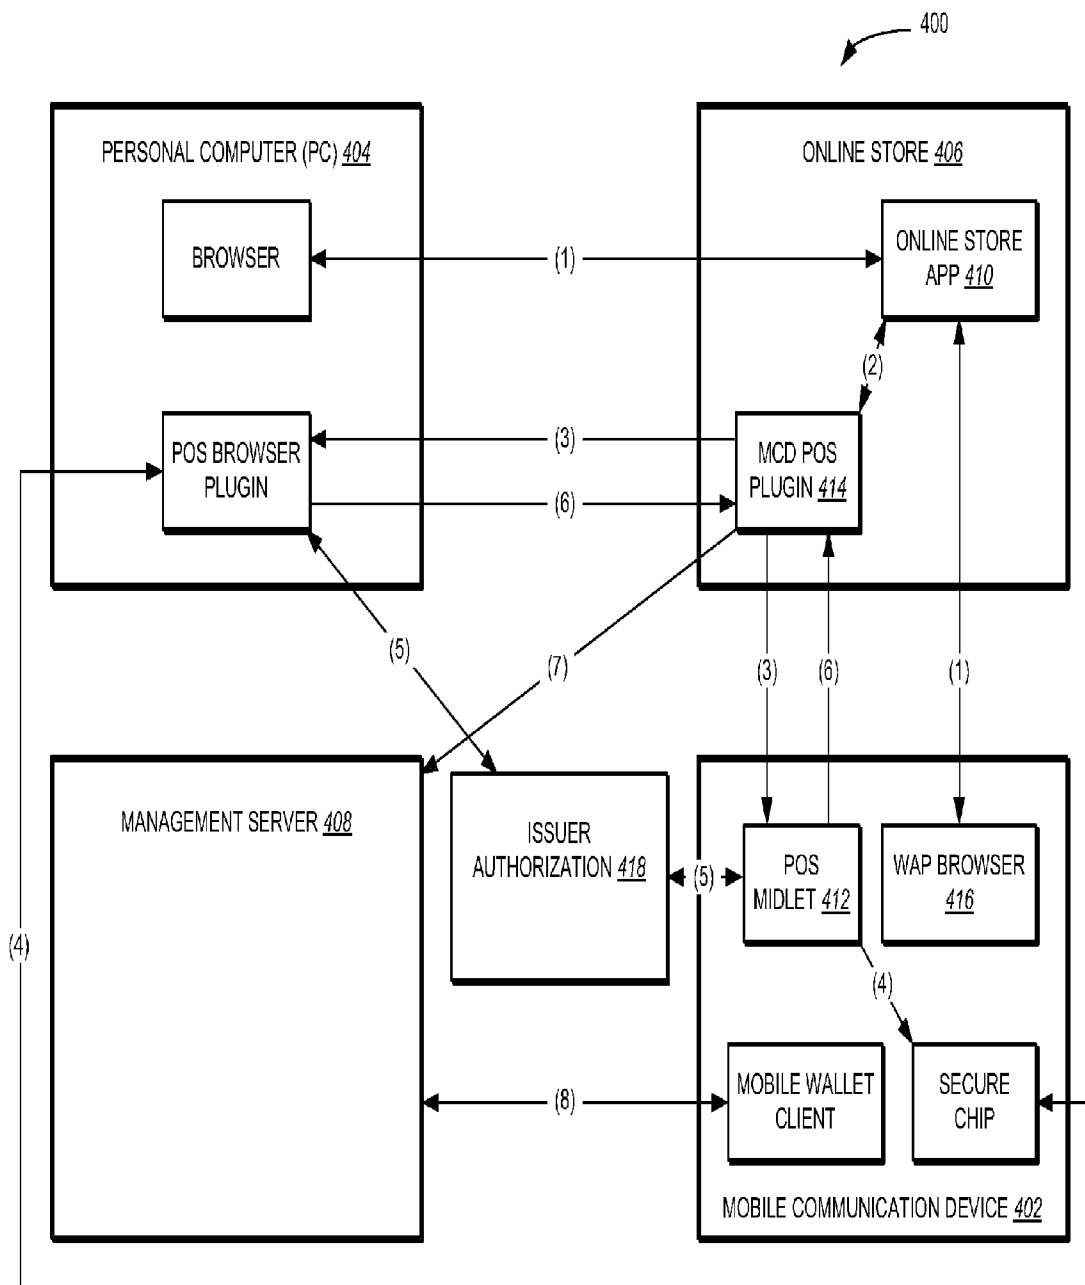 400
PERSONAL COMPUTER (PC) 404
ONLINE STORE 406
BROWSER
(1)
ONLINE STORE
APP 410
(2)
POS BROWSER
PLUGIN
(3)
(6)
MCD POS
PLUGIN 414
(5)
(7)
(3)
(6)
(1)
MANAGEMENT SERVER 408
ISSUER
AUTHORIZATION 418
(5)
POS
MIDLET 412
WAP BROWSER
416
(4)
(4)
(8)
MOBILE WALLET
CLIENT
SECURE
CHIP
MOBILE COMMUNICATION DEVICE 402